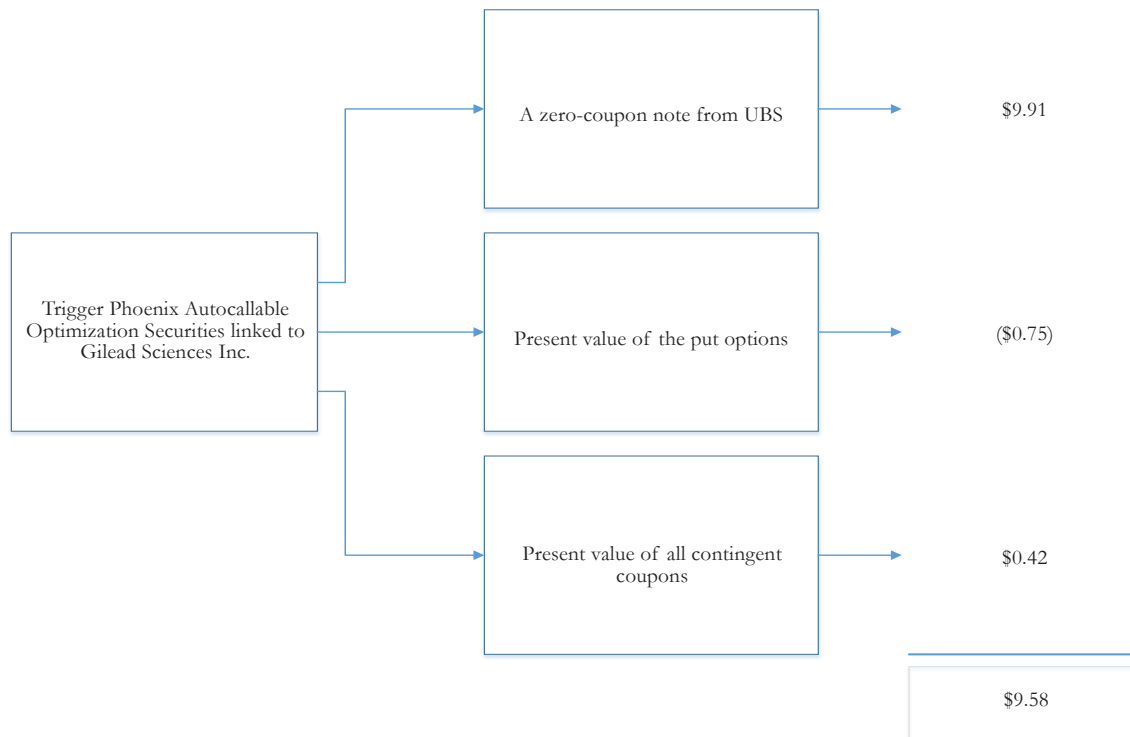 A zero-coupon note from UBS
$9.91
Trigger Phoenix Autocallable
Optimization Securities linked to
Gilead Sciences Inc.
Present value of the put options
($0.75)
Present value of all contingent
coupons
$0.42
$9.58